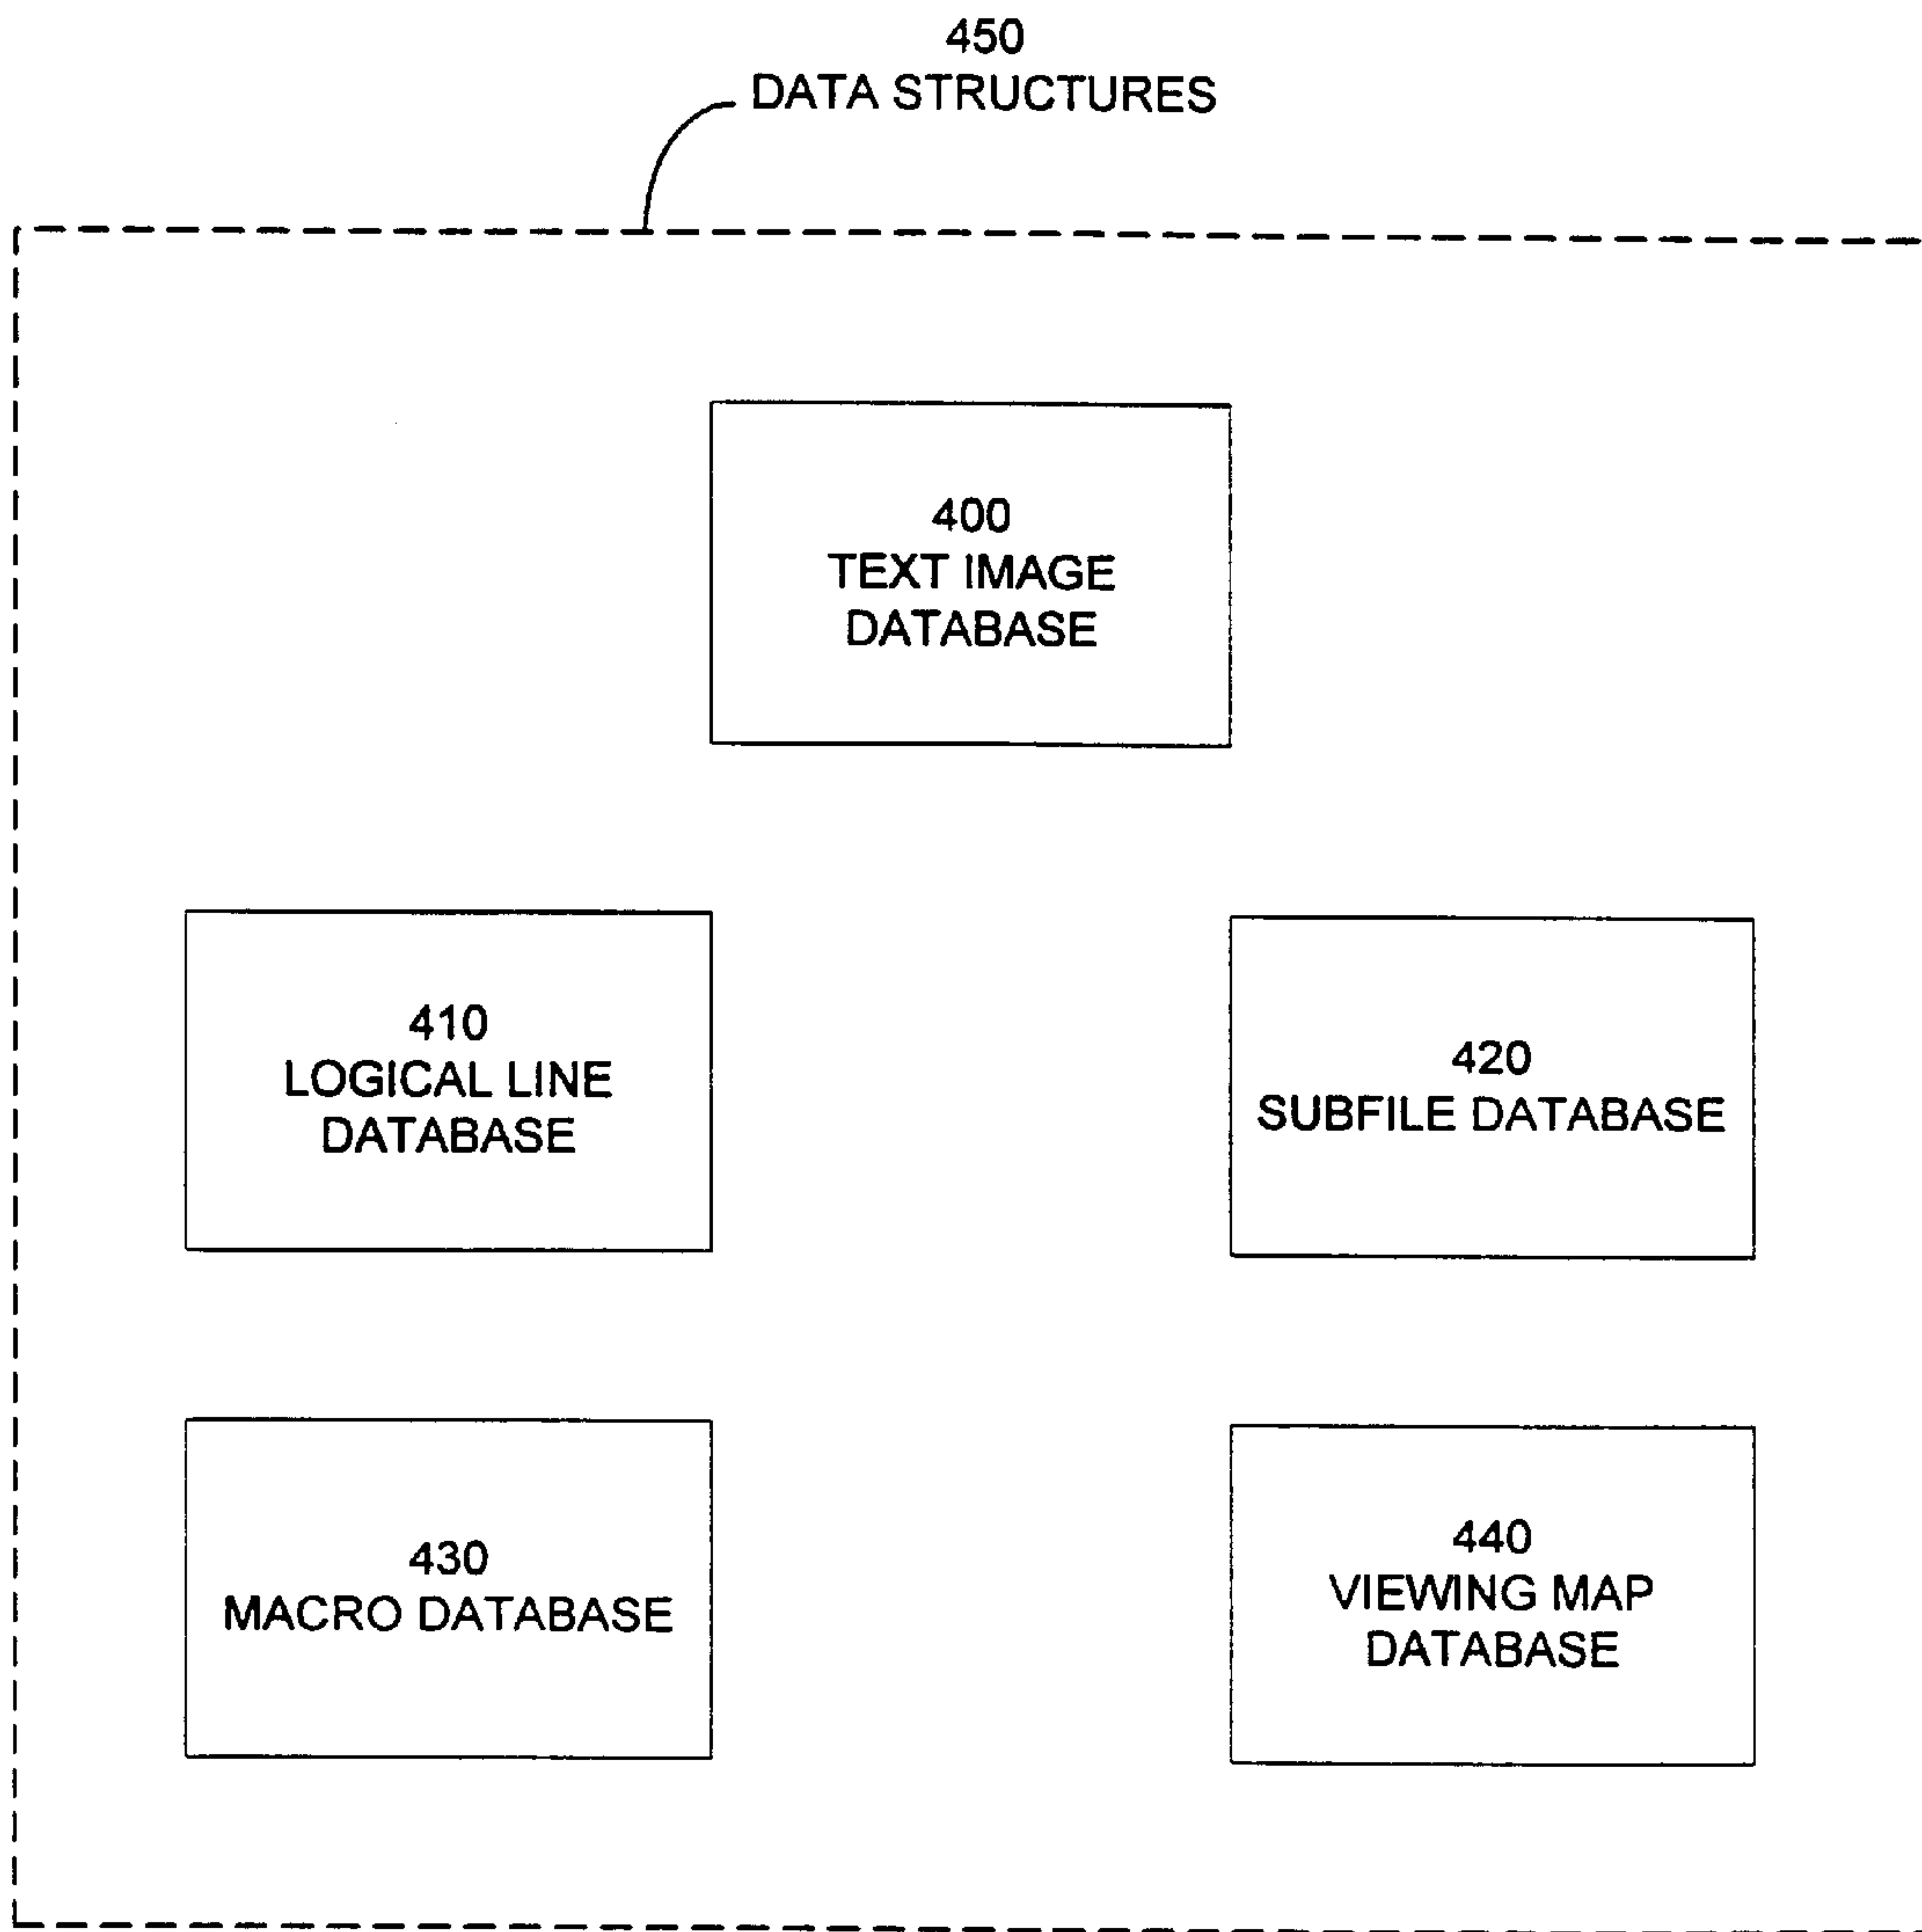 450
DATA STRUCTURES
400
TEXT IMAGE
DATABASE
410
LOGICAL LINE
DATABASE
420
SUBFILE DATABASE
430
MACRO DATABASE
440
VIEWING MAP
DATABASE